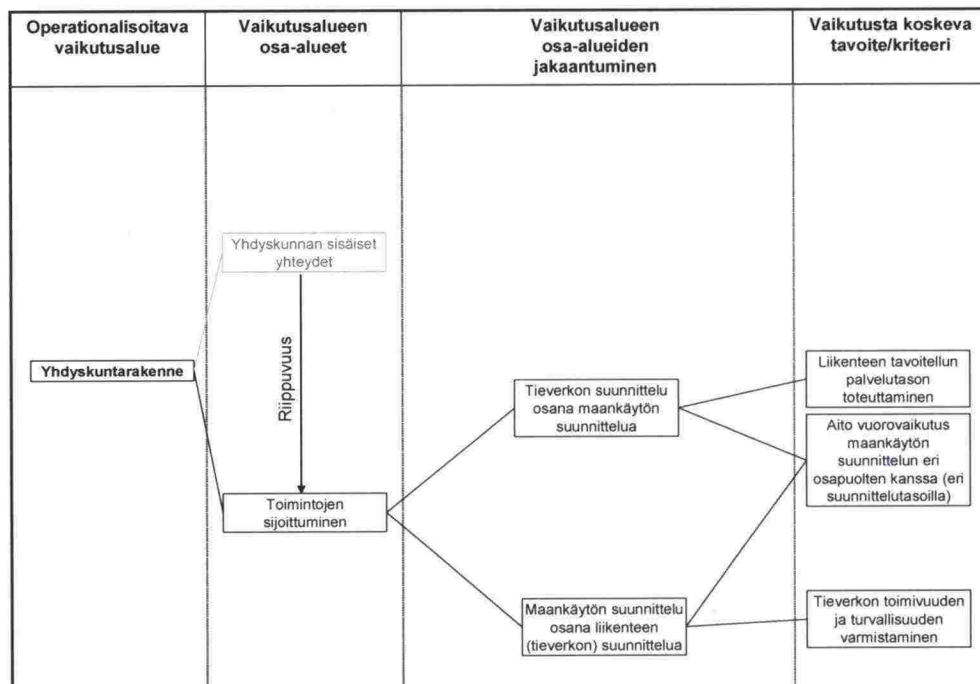 Operationalisoitava
vaikutusalue
Vaikutusalueen
osa-alueet
Vaikutusalueen
osa-alueiden
jakaantuminen
Vaikutusta koskeva
tavoite/kriteeri
Yhdyskunnan sisäiset
yhteydet
Riippuvuus
Yhdyskuntarakenne
Toimintojen
sijoittuminen
Tieverkon suunnittelu
osana maankäytön
suunnittelua
Maankäytön suunnittelu
osana liikenteen
(tieverkon) suunnittelua
Liikenteen tavoitellun
palvelutason
toteuttaminen
Aito vuorovaikutus
maankäytön
suunnittelun eri
osapuolten kanssa (eri
suunnittelutasoilla)
Tieverkon toimivuuden
ja turvallisuuden
varmistaminen